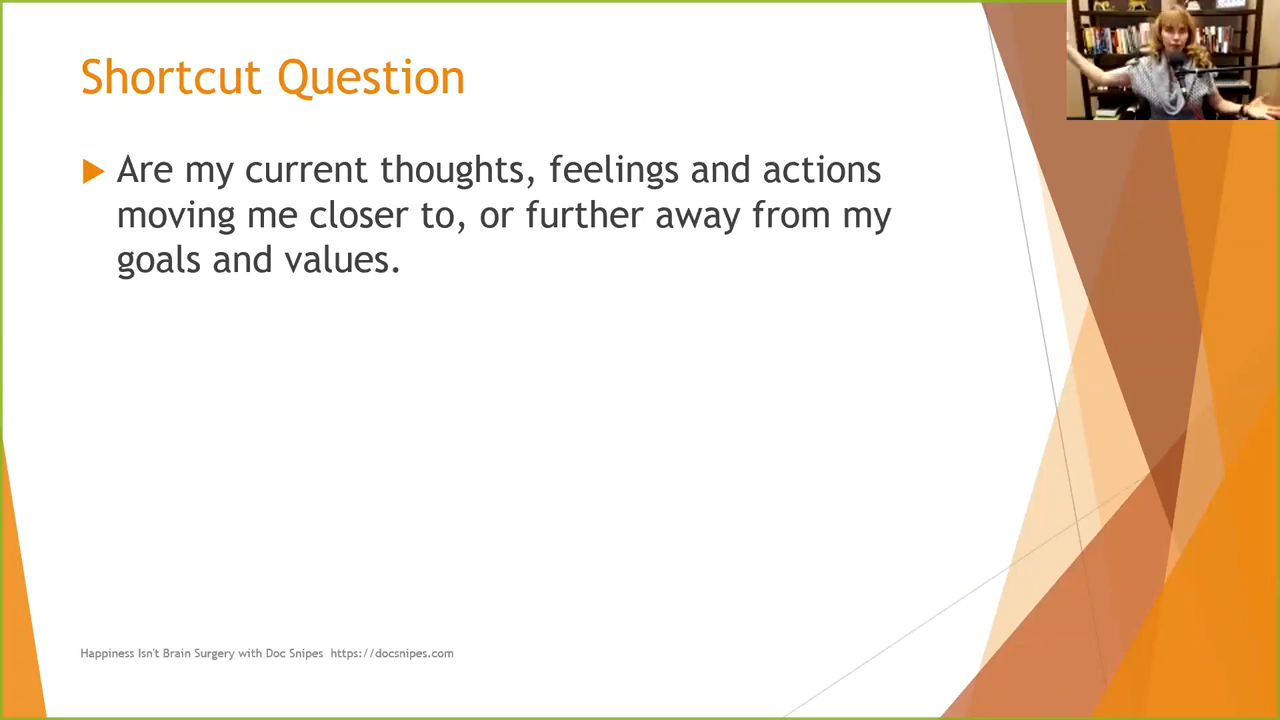 Shortcut Question
Are my current thoughts, feelings and actions
moving me closer to, or further away from my
goals and values.
Happiness Isn't Brain Surgery with Doc Snipes https://docsnipes.com